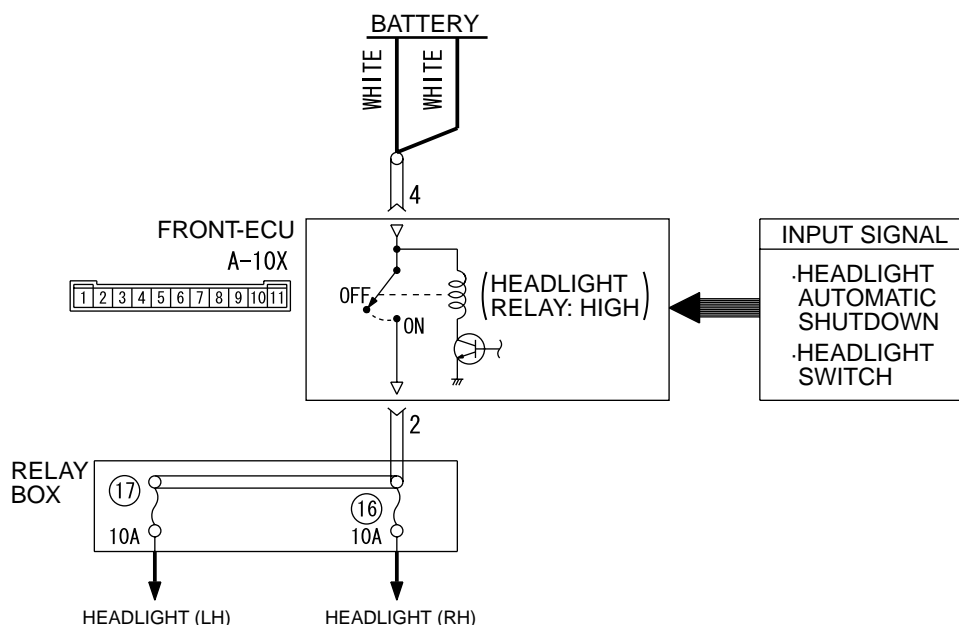 BATTERY
WHITE
WHITE
4
FRONT-ECU
A-10X
1 2 3 4 5 6 7 8 9 10 11
OFF
ON
(HEADLIGHT
RELAY: HIGH)
INPUT SIGNAL
·HEADLIGHT
AUTOMATIC
SHUTDOWN
·HEADLIGHT
SWITCH
2
RELAY
BOX
17
10A
16
10A
HEADLIGHT (LH)
HEADLIGHT (RH)